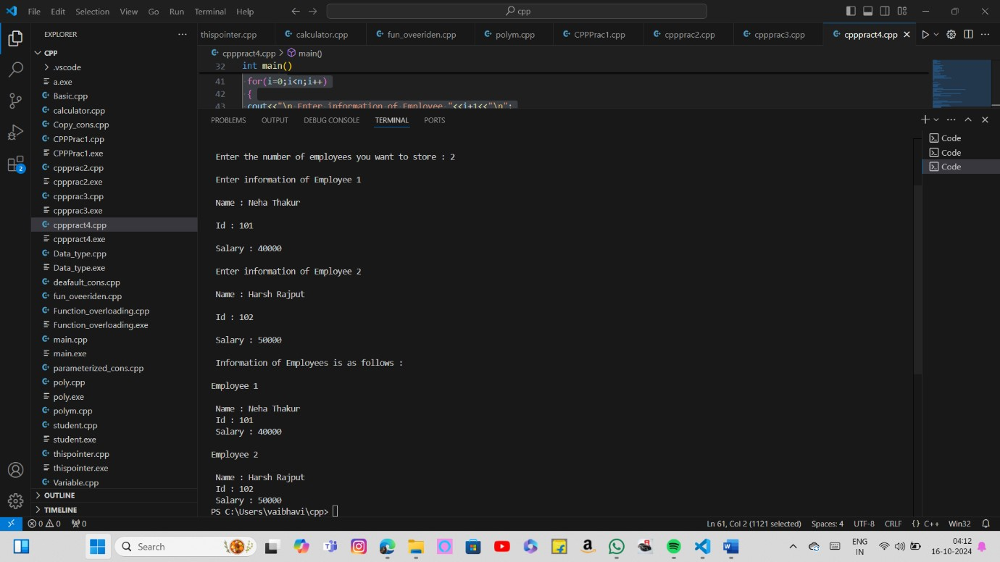 File Edit Selection View Go Run Terminal Help
cpp
EXPLORER
thispointer.cpp
calculator.cpp
fun_oveeriden.cpp
polym.cpp
CPPPrac1.cpp
cppprac2.cpp
cppprac3.cpp
cpppract4.cpp
CPP
.vscode
a.exe
Basic.cpp
calculator.cpp
Copy_cons.cpp
CPPPrac1.cpp
CPPPrac1.exe
cppprac2.cpp
cppprac2.exe
cppprac3.cpp
cppprac3.exe
cpppract4.cpp
cpppract4.exe
Data_type.cpp
Data_type.exe
deafault_cons.cpp
fun_oveeriden.cpp
Function_overloading.cpp
Function_overloading.exe
main.cpp
main.exe
parameterized_cons.cpp
poly.cpp
poly.exe
polym.cpp
student.cpp
student.exe
thispointer.cpp
thispointer.exe
Variable.cpp
OUTLINE
TIMELINE
2
cpppract4.cpp > main()
32 int main()
41 for(i=0;i<n;i++)
42 {
43 cout<<"\n Enter information of Employee "<<i+1<<"\n";
PROBLEMS OUTPUT DEBUG CONSOLE TERMINAL PORTS
Enter the number of employees you want to store : 2
Enter information of Employee 1
Name : Neha Thakur
Id : 101
Salary : 40000
Enter information of Employee 2
Name : Harsh Rajput
Id : 102
Salary : 50000
Information of Employees is as follows :
Employee 1
Name : Neha Thakur
Id : 101
Salary : 40000
Employee 2
Name : Harsh Rajput
Id : 102
Salary : 50000
PS C:\Users\vaibhavi\cpp>
Code
Code
Code
0 0 0
Ln 61, Col 2 (1121 selected) Spaces: 4 UTF-8 CRLF {} C++ Win32
Search
ENG
IN
04:12
16-10-2024